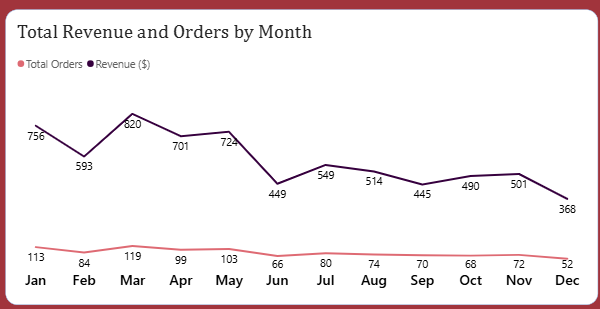 Total Revenue and Orders by Month
Total Orders Revenue ($)
756 593 820 701 724 449 549 514 445 490 501 368
113 84 119 99 103 66 80 74 70 68 72 52
Jan Feb Mar Apr May Jun Jul Aug Sep Oct Nov Dec